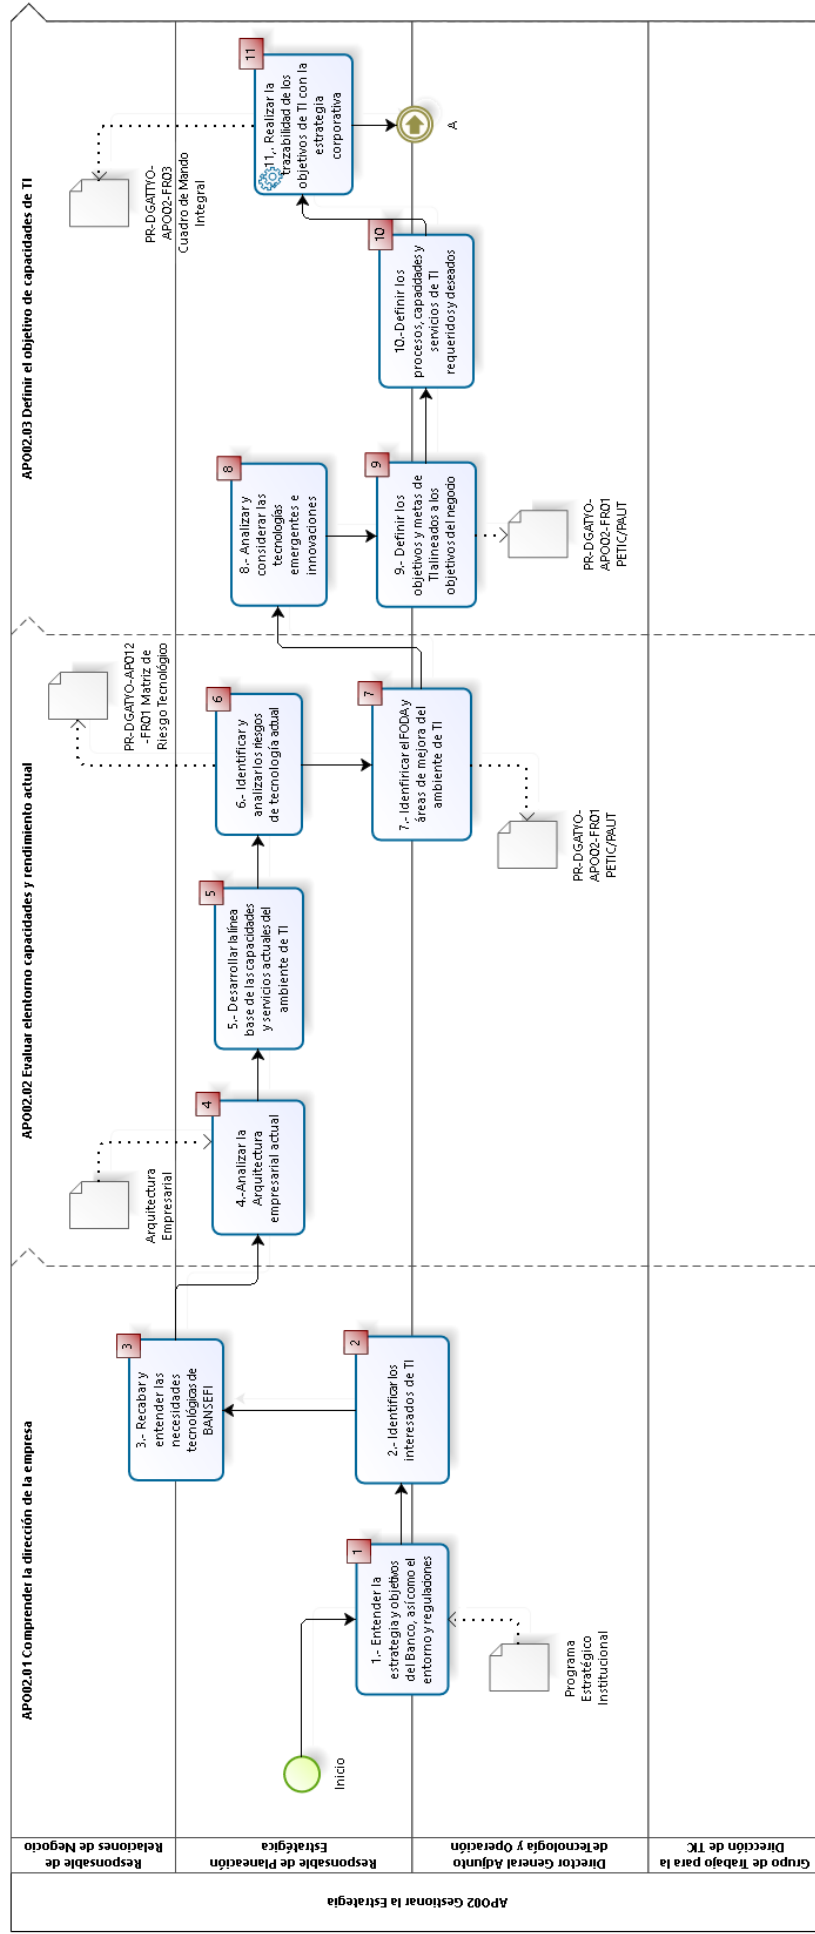 APO02 Gestionar la Estrategia
Responsable de
Relaciones de Negocio
Responsable de Planeación
Estratégica
Director General Adjunto
deTecnología y Operación
Grupo de Trabajo para la
Dirección de TIC
APO02.01 Comprender la dirección de la empresa
Inicio
1
1.- Entender la
estrategia y objetivos
del Banco, así como el
entorno y regulaciones
Programa
Estratégico
Institucional
2
2.- Identificar los
interesados de TI
3
3.- Recabar y
entender las
necesidades
tecnológicas de
BANSEFI
APO02.02 Evaluar elentorno capacidades y rendimiento actual
Arquitectura
Empresarial
4
4.-Analizar la
Arquitectura
empresarial actual
5
5.- Desarrollar la línea
base de las capacidades
y servicios actuales del
ambiente de TI
6
6.- Identificar y
analizar los riesgos
de tecnología actual
PR-DGATYO-AP012
-FR01 Matriz de
Riesgo Tecnológico
7
7.- Idenfiricar el FODA y
áreas de mejora del
ambiente de TI
PR-DGATYO-
APO02-FR01
PETIC/PAUT
APO02.03 Definir el objetivo de capacidades de TI
8
8.- Analizar y
considerar las
tecnologías
emergentes e
innovaciones
9
9.- Definir los
objetivos y metas de
TI alineados a los
objetivos del negocio
PR-DGATYO-
APO02-FR01
PETIC/PAUT
10
10.-Definir los
procesos, capacidades y
servicios de TI
requeridos y deseados
11
11,. Realizar la
trazabilidad de los
objetivos de TI con la
estrategia
corporativa
PR-DGATTYO-
APO02-FR03
Cuadro de Mando
Integral
A